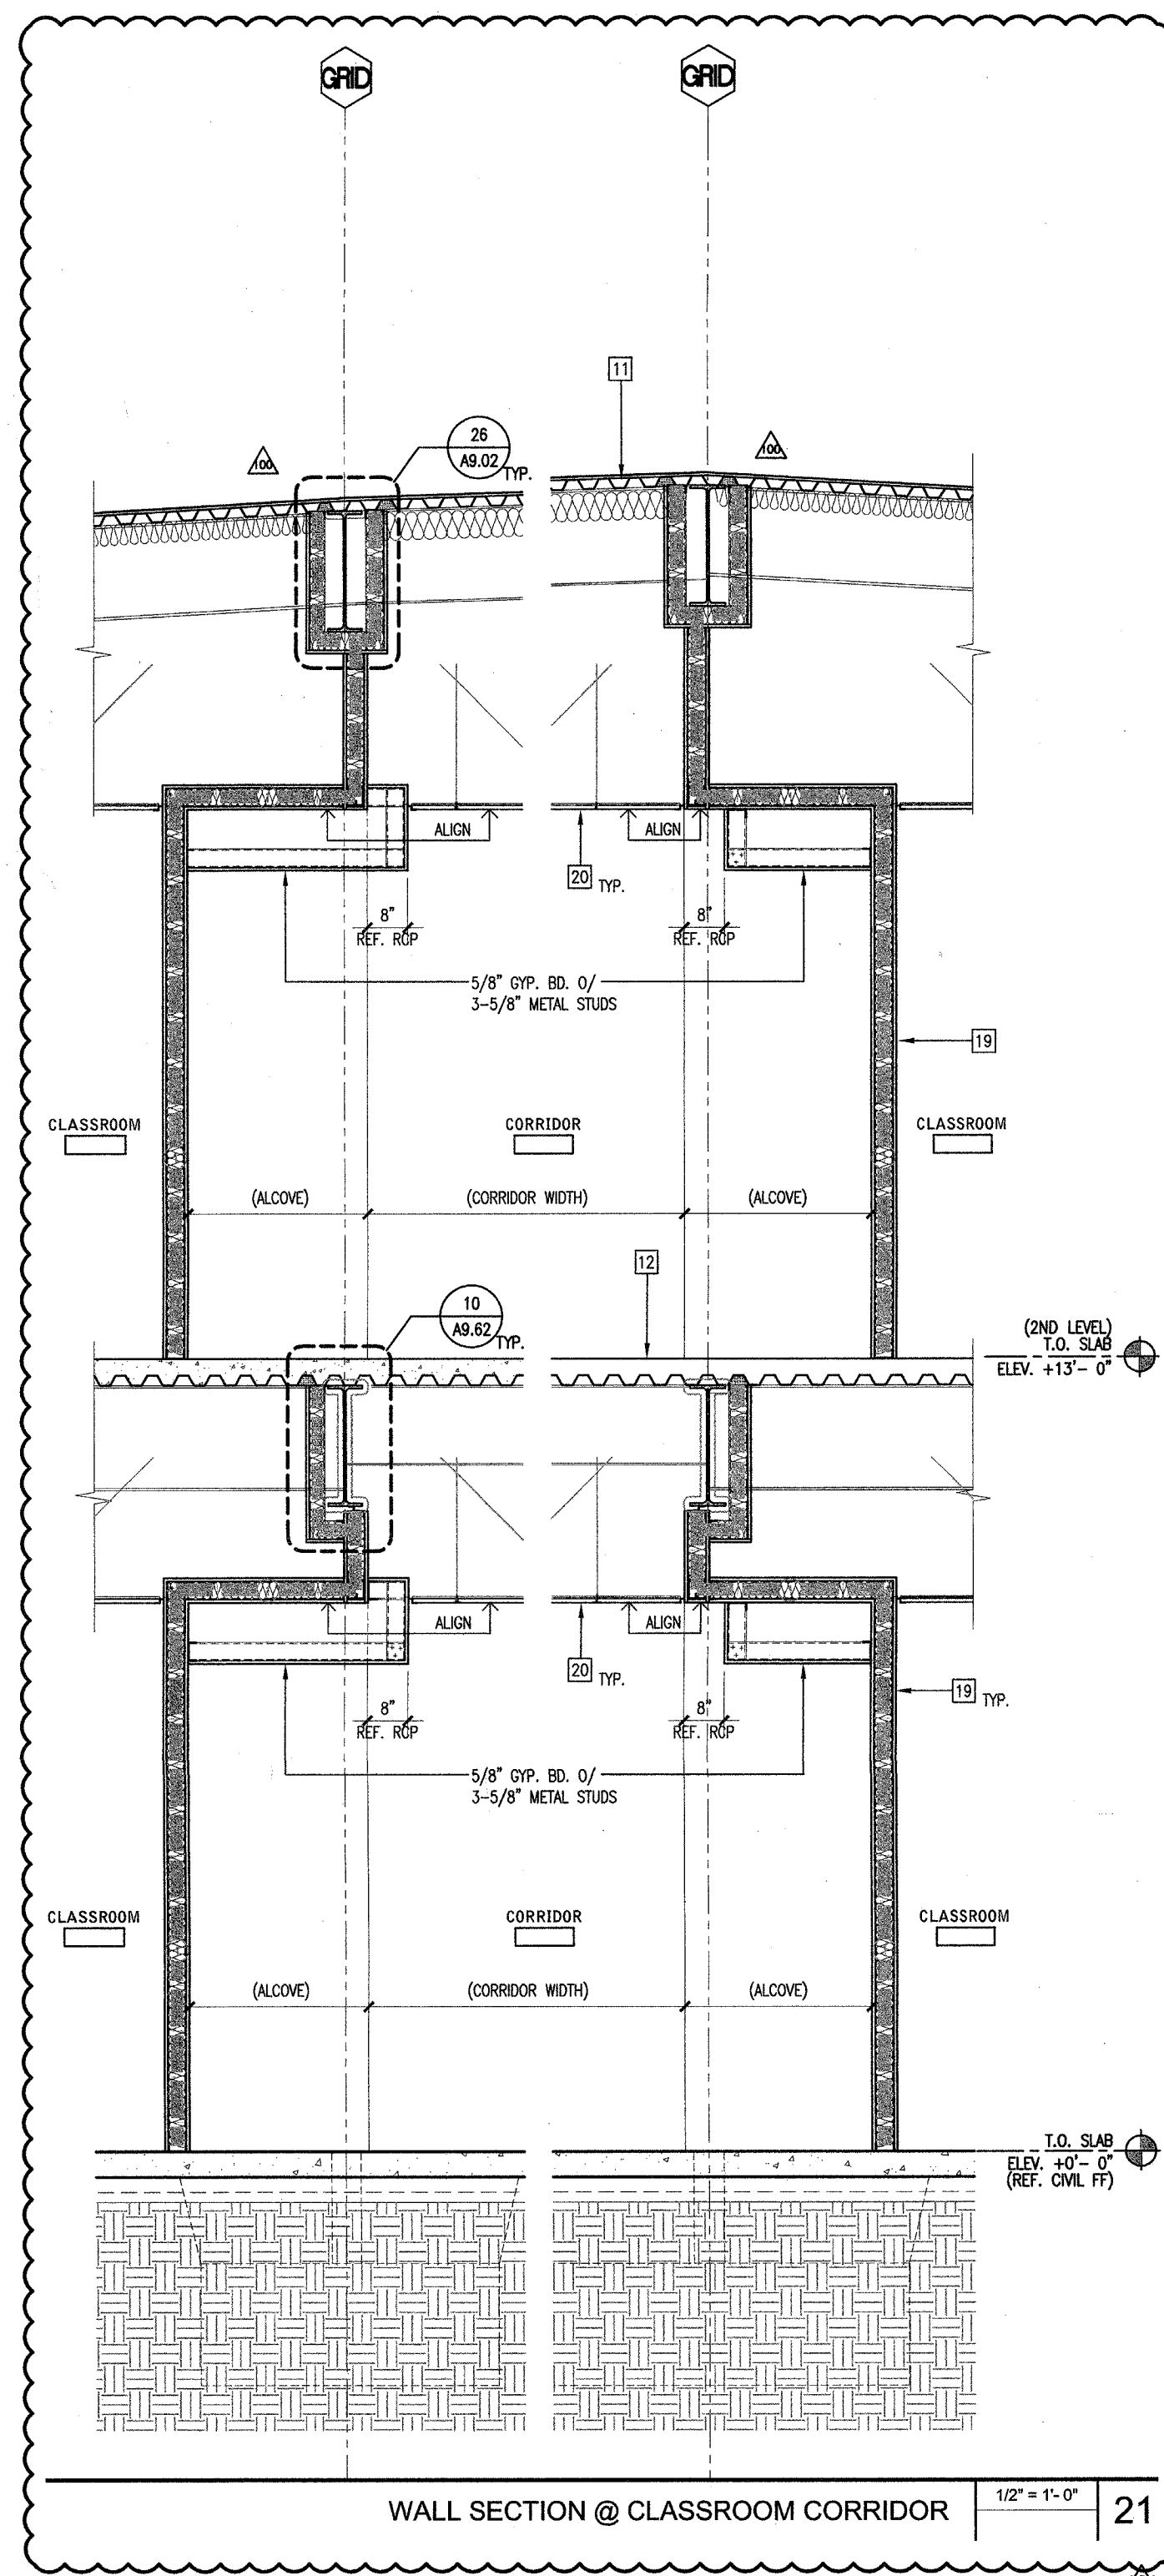 GRID
GRID
11
26
A9.02
TYP.
100
100
ALIGN
ALIGN
20
TYP.
8"
REF. RCP
8"
REF. RCP
5/8" GYP. BD. O/
3-5/8" METAL STUDS
19
CLASSROOM
CORRIDOR
CLASSROOM
(ALCOVE)
(CORRIDOR WIDTH)
(ALCOVE)
12
10
A9.62
TYP.
(2ND LEVEL)
T.O. SLAB
ELEV. +13'- 0"
ALIGN
ALIGN
20
TYP.
19
TYP.
8"
REF. RCP
8"
REF. RCP
5/8" GYP. BD. O/
3-5/8" METAL STUDS
CLASSROOM
CORRIDOR
CLASSROOM
(ALCOVE)
(CORRIDOR WIDTH)
(ALCOVE)
T.O. SLAB
ELEV. +0'- 0"
(REF. CIVIL FF)
WALL SECTION @ CLASSROOM CORRIDOR
1/2" = 1'- 0"
21